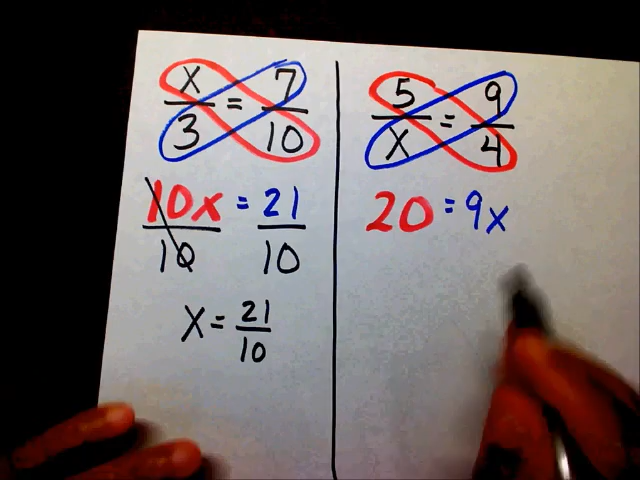 x/3 = 7/10
10x/10 = 21/10
x = 21/10
5/x = 9/4
20 = 9x